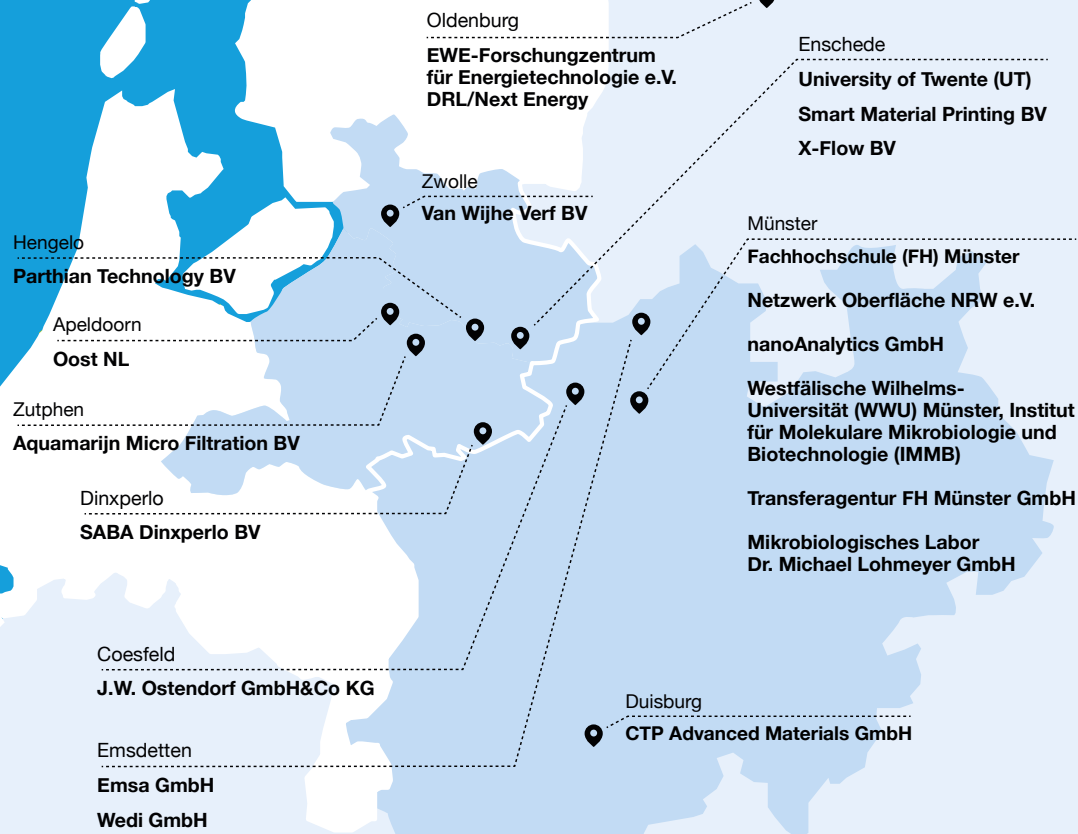 Oldenburg
EWE-Forschungzentrum
für Energietechnologie e.V.
DRL/Next Energy
Enschede
University of Twente (UT)
Smart Material Printing BV
X-Flow BV
Zwolle
Van Wijhe Verf BV
Hengelo
Parthian Technology BV
Apeldoorn
Oost NL
Zutphen
Aquamarijn Micro Filtration BV
Dinxperlo
SABA Dinxperlo BV
Münster
Fachhochschule (FH) Münster
Netzwerk Oberfläche NRW e.V.
nanoAnalytics GmbH
Westfälische Wilhelms-
Universität (WWU) Münster, Institut
für Molekulare Mikrobiologie und
Biotechnologie (IMMB)
Transferagentur FH Münster GmbH
Mikrobiologisches Labor
Dr. Michael Lohmeyer GmbH
Coesfeld
J.W. Ostendorf GmbH&Co KG
Duisburg
CTP Advanced Materials GmbH
Emsdetten
Emsa GmbH
Wedi GmbH